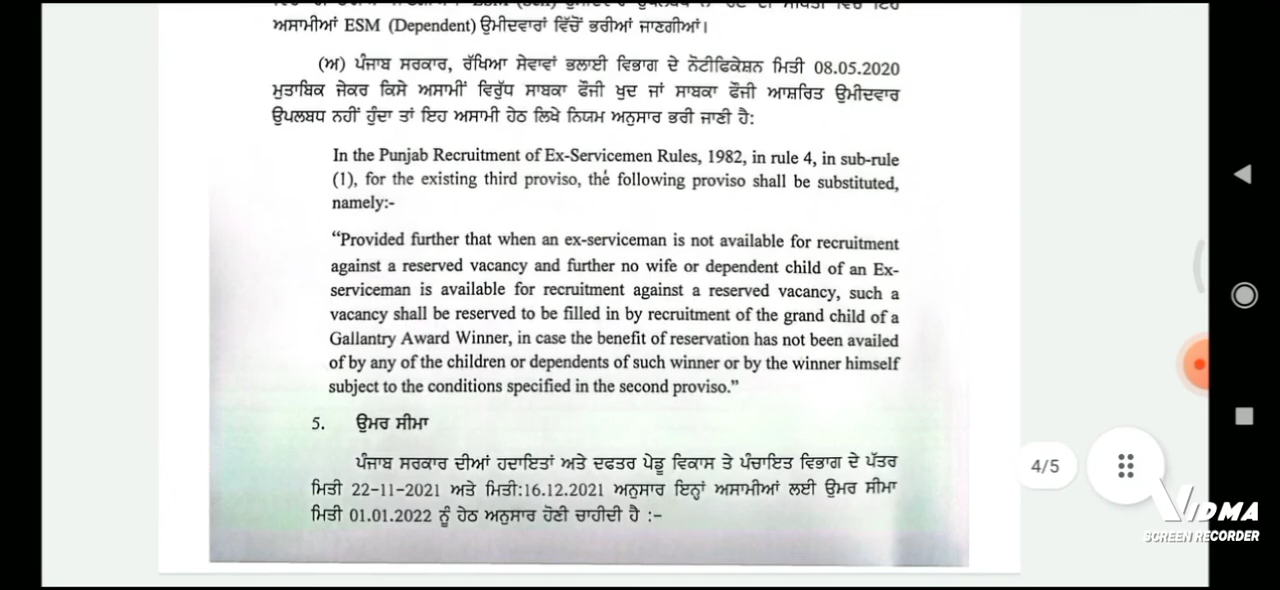 ਅਸਾਮੀਆਂ ESM (Dependent) ਉਮੀਦਵਾਰਾਂ ਵਿੱਚੋਂ ਭਰੀਆਂ ਜਾਣਗੀਆਂ।
(ਅ) ਪੰਜਾਬ ਸਰਕਾਰ, ਰੱਖਿਆ ਸੇਵਾਵਾਂ ਭਲਾਈ ਵਿਭਾਗ ਦੇ ਨੋਟੀਫਿਕੇਸ਼ਨ ਮਿਤੀ 08.05.2020
ਮੁਤਾਬਿਕ ਜੇਕਰ ਕਿਸੇ ਅਸਾਮੀਂ ਵਿਰੁੱਧ ਸਾਬਕਾ ਫੌਜੀ ਖੁਦ ਜਾਂ ਸਾਬਕਾ ਫੌਜੀ ਆਸ਼ਰਿਤ ਉਮੀਦਵਾਰ
ਉਪਲਬਧ ਨਹੀਂ ਹੁੰਦਾ ਤਾਂ ਇਹ ਅਸਾਮੀ ਹੇਠ ਲਿਖੇ ਨਿਯਮ ਅਨੁਸਾਰ ਭਰੀ ਜਾਣੀ ਹੈ:
In the Punjab Recruitment of Ex-Servicemen Rules, 1982, in rule 4, in sub-rule
(1), for the existing third proviso, the following proviso shall be substituted,
namely:-
“Provided further that when an ex-serviceman is not available for recruitment
against a reserved vacancy and further no wife or dependent child of an Ex-
serviceman is available for recruitment against a reserved vacancy, such a
vacancy shall be reserved to be filled in by recruitment of the grand child of a
Gallantry Award Winner, in case the benefit of reservation has not been availed
of by any of the children or dependents of such winner or by the winner himself
subject to the conditions specified in the second proviso.”
5. ਉਮਰ ਸੀਮਾ
ਪੰਜਾਬ ਸਰਕਾਰ ਦੀਆਂ ਹਦਾਇਤਾਂ ਅਤੇ ਦਫਤਰ ਪੇਡੂ ਵਿਕਾਸ ਤੇ ਪੰਚਾਇਤ ਵਿਭਾਗ ਦੇ ਪੱਤਰ
ਮਿਤੀ 22-11-2021 ਅਤੇ ਮਿਤੀ:16.12.2021 ਅਨੁਸਾਰ ਇਨ੍ਹਾਂ ਅਸਾਮੀਆਂ ਲਈ ਉਮਰ ਸੀਮਾ
ਮਿਤੀ 01.01.2022 ਨੂੰ ਹੇਠ ਅਨੁਸਾਰ ਹੋਣੀ ਚਾਹੀਦੀ ਹੈ :-
4/5
VIDMA
SCREEN RECORDER